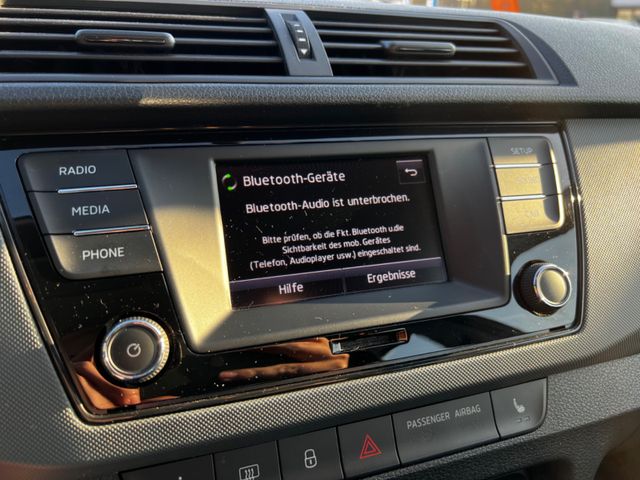 RADIO
MEDIA
PHONE
Bluetooth-Geräte
Bluetooth-Audio ist unterbrochen.
Bitte prüfen, ob die Fkt. Bluetooth u.die
Sichtbarkeit des mob. Gerätes
(Telefon, Audioplayer usw.) eingeschaltet sind.
Hilfe
Ergebnisse
SETUP
PASSENGER AIRBAG